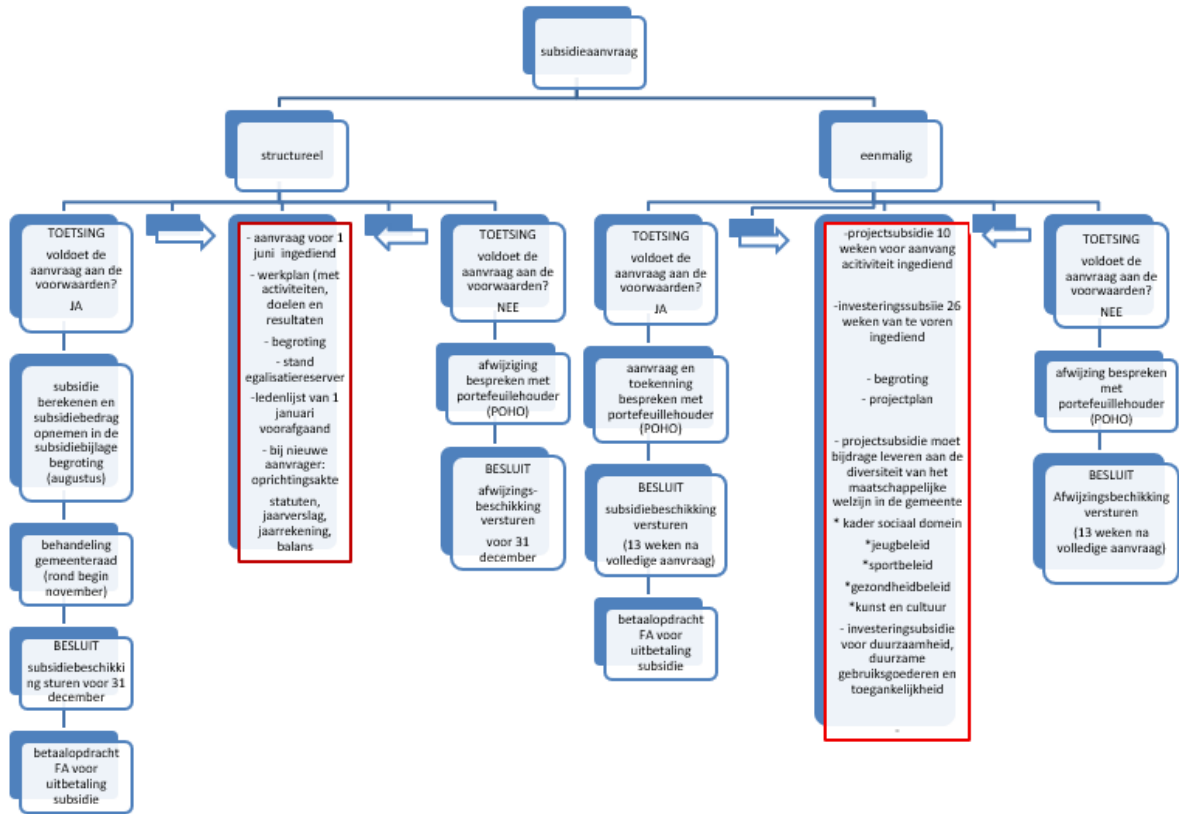 subsidieaanvraag
structureel
eenmalig
TOETSING
voldoet de
aanvraag aan de
voorwaarden?
JA
subsidie
berekenen en
subsidiebedrag
opnemen in de
subsidiebijlage
begroting
(augustus)
behandeling
gemeenteraad
(rond begin
november)
BESLUIT
subsidiebeschikki
ng sturen voor 31
december
betaalopdracht
FA voor
uitbetaling
subsidie
- aanvraag voor 1
juni ingediend
- werkplan (met
activiteiten,
doelen en
resultaten
- begroting
- stand
egalisatiereserver
-ledenlijst van 1
januari
voorafgaand
- bij nieuwe
aanvrager:
oprichtingsakte
statuten,
jaarverslag,
jaarrekening,
balans
TOETSING
voldoet de
aanvraag aan de
voorwaarden?
NEE
afwijziging
bespreken met
portefeuilehouder
(POHO)
BESLUIT
afwijzings-
beschikking
versturen
voor 31
december
TOETSING
voldoet de
aanvraag aan de
voorwaarden?
JA
aanvraag en
toekenning
bespreken met
portefeuillehouder
(POHO)
BESLUIT
subsidiebeschikking
versturen
(13 weken na
volledige aanvraag)
betaalopdracht
FA voor
uitbetaling
subsidie
-projectsubsidie 10
weken voor aanvang
acitiviteit ingediend
-investeringssubsiie 26
weken van te voren
ingediend
- begroting
- projectplan
- projectsubsidie moet
bijdrage leveren aan de
diversiteit van het
maatschappelijke
welzijn in de gemeente
* kader sociaal domein
*jeugbeleid
*sportbeleid
*gezondheidbeleid
*kunst en cultuur
- investeringsubsidie
voor duurzaamheid,
duurzame
gebruiksgoederen en
toegankelijkheid
-
TOETSING
voldoet de
aanvraag aan de
voorwaarden?
NEE
afwijzing bespreken
met
portefeuillehouder
(POHO)
BESLUIT
Afwijzingsbechikking
versturen
(13 weken na
volledige aanvraag)